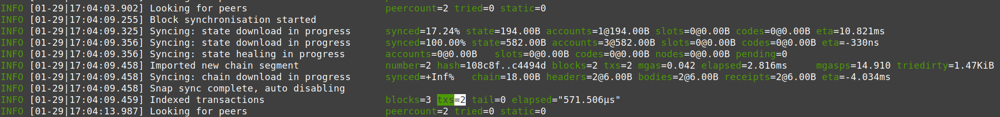 INFO [01-29|17:04:03.902] Looking for peers peercount=2 tried=0 static=0
INFO [01-29|17:04:09.255] Block synchronisation started
INFO [01-29|17:04:09.325] Syncing: state download in progress synced=17.24% state=194.00B accounts=1@194.00B slots=0@0.00B codes=0@0.00B eta=10.821ms
INFO [01-29|17:04:09.356] Syncing: state download in progress synced=100.00% state=582.00B accounts=3@582.00B slots=0@0.00B codes=0@0.00B eta=-330ns
INFO [01-29|17:04:09.356] Syncing: state healing in progress accounts=0@0.00B slots=0@0.00B codes=0@0.00B nodes=0@0.00B pending=0
INFO [01-29|17:04:09.458] Imported new chain segment number=2 hash=108c8f..c4494d blocks=2 txs=2 mgas=0.042 elapsed=2.816ms mgasps=14.910 triedirty=1.47KiB
INFO [01-29|17:04:09.458] Syncing: chain download in progress synced=+Inf% chain=18.00B headers=2@6.00B bodies=2@6.00B receipts=2@6.00B eta=-4.034ms
INFO [01-29|17:04:09.458] Snap sync complete, auto disabling
INFO [01-29|17:04:09.459] Indexed transactions blocks=3 txs=2 tail=0 elapsed="571.506µs"
INFO [01-29|17:04:13.987] Looking for peers peercount=2 tried=0 static=0